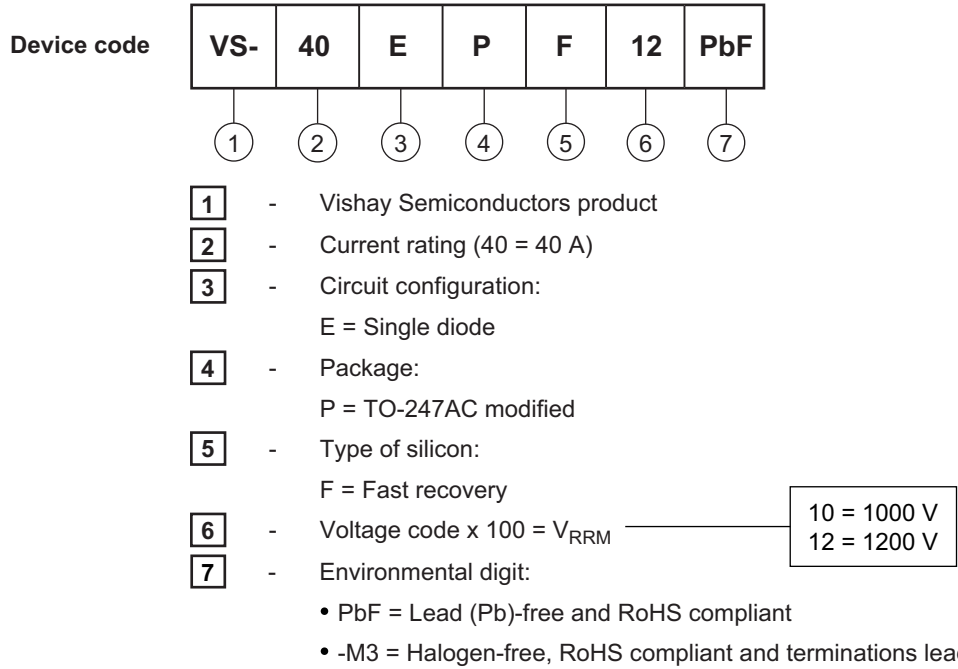 Device code VS- 40 E P F 12 PbF
1 2 3 4 5 6 7
1 - Vishay Semiconductors product
2 - Current rating (40 = 40 A)
3 - Circuit configuration:
E = Single diode
4 - Package:
P = TO-247AC modified
5 - Type of silicon:
F = Fast recovery
6 - Voltage code x 100 = VRRM
10 = 1000 V
12 = 1200 V
7 - Environmental digit:
• PbF = Lead (Pb)-free and RoHS compliant
• -M3 = Halogen-free, RoHS compliant and terminations